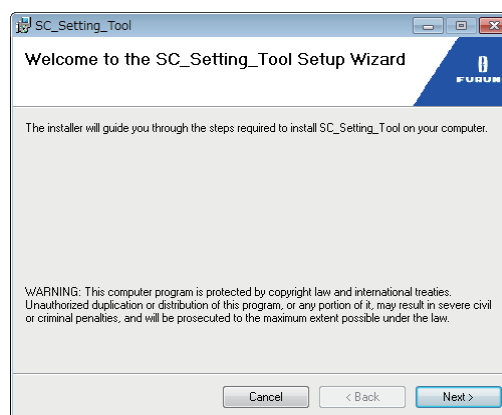 SC_Setting_Tool
Welcome to the SC_Setting_Tool Setup Wizard
FURUN
The installer will guide you through the steps required to install SC_Setting_Tool on your computer.
WARNING: This computer program is protected by copyright law and international treaties.
Unauthorized duplication or distribution of this program, or any portion of it, may result in severe civil
or criminal penalties, and will be prosecuted to the maximum extent possible under the law.
Cancel
< Back
Next >